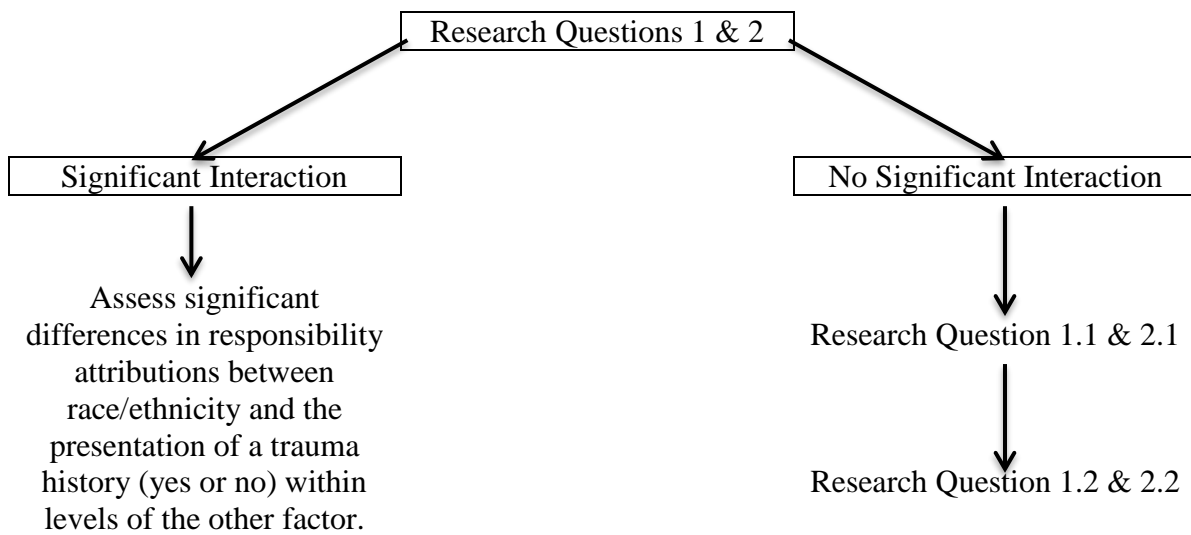 Research Questions 1 & 2
Significant Interaction
No Significant Interaction
Assess significant
differences in responsibility
attributions between
race/ethnicity and the
presentation of a trauma
history (yes or no) within
levels of the other factor.
Research Question 1.1 & 2.1
Research Question 1.2 & 2.2